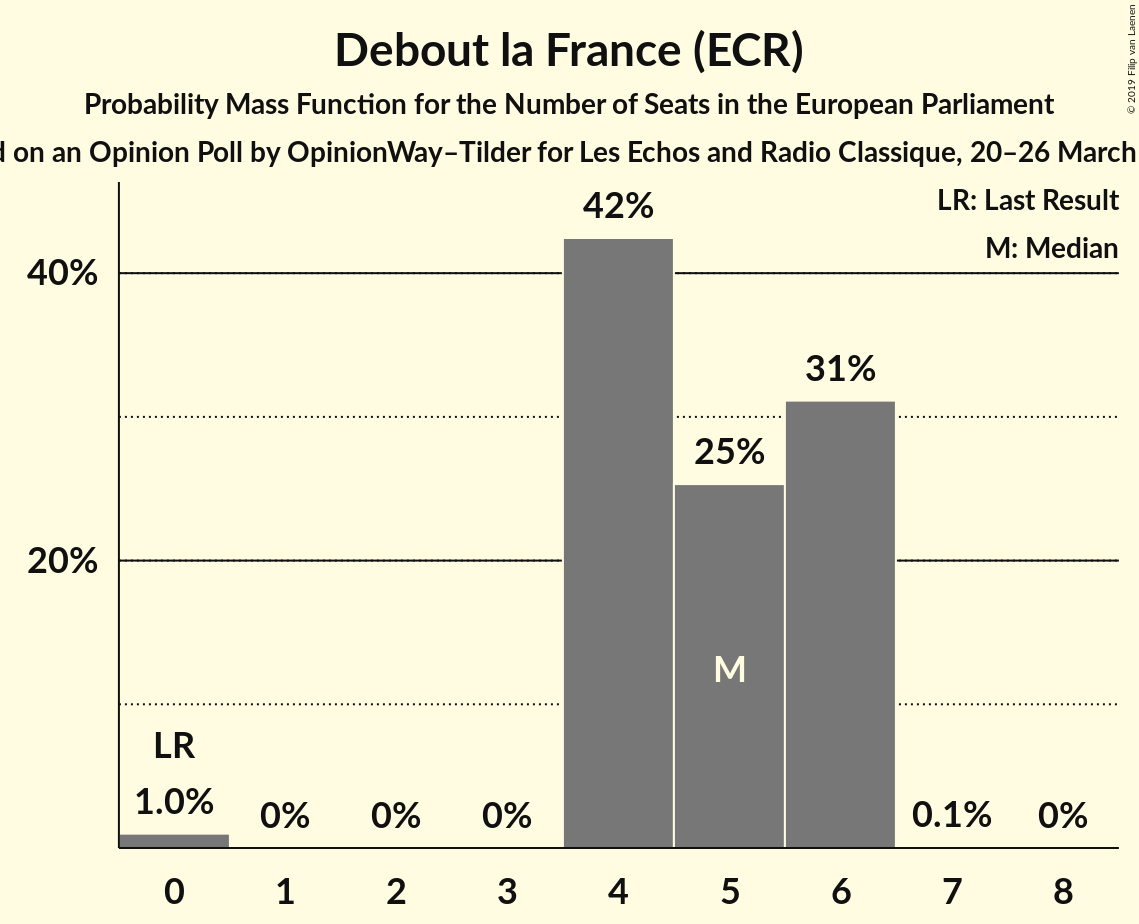 Debout la France (ECR)
Probability Mass Function for the Number of Seats in the European Parliament
on an Opinion Poll by OpinionWay–Tilder for Les Echos and Radio Classique, 20–26 March
© 2019 Filip van Laenen
LR: Last Result
M: Median
42%
40%
31%
25%
20%
M
LR
1.0% 0% 0% 0% 0.1% 0%
0 1 2 3 4 5 6 7 8